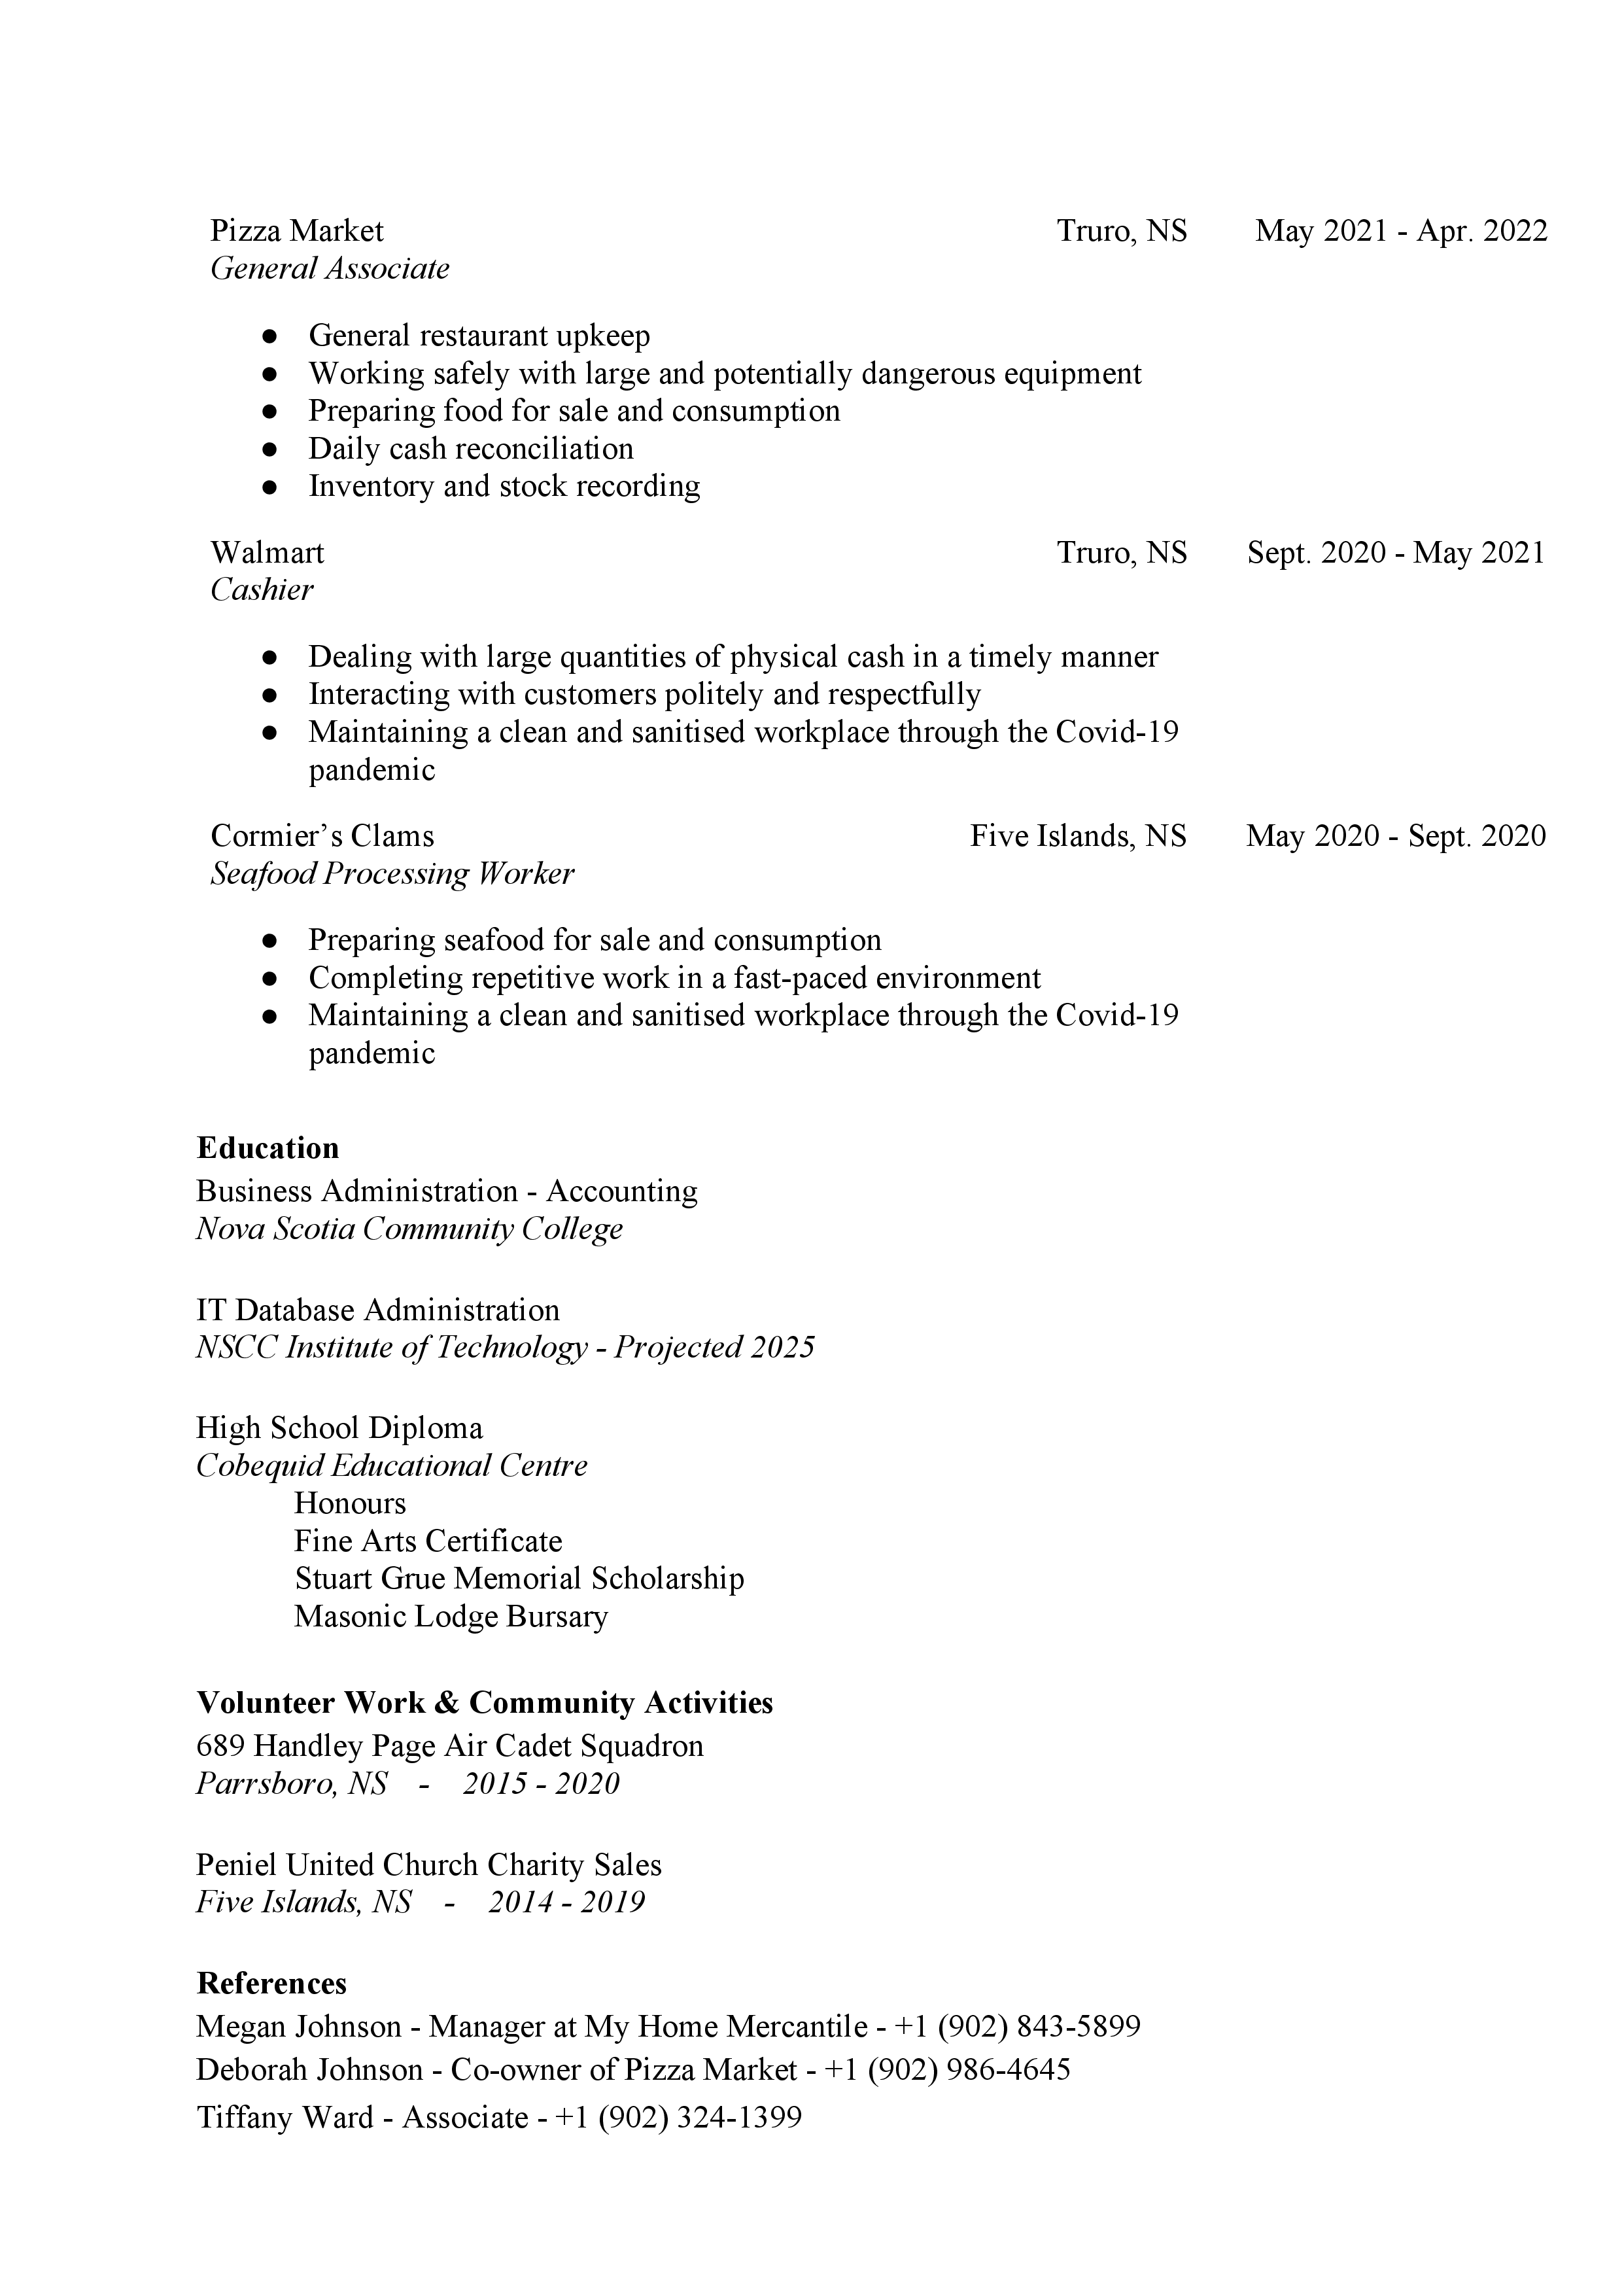 Pizza Market Truro, NS May 2021 - Apr. 2022
General Associate
● General restaurant upkeep
● Working safely with large and potentially dangerous equipment
● Preparing food for sale and consumption
● Daily cash reconciliation
● Inventory and stock recording
Walmart Truro, NS Sept. 2020 - May 2021
Cashier
● Dealing with large quantities of physical cash in a timely manner
● Interacting with customers politely and respectfully
● Maintaining a clean and sanitised workplace through the Covid-19
pandemic
Cormier’s Clams Five Islands, NS May 2020 - Sept. 2020
Seafood Processing Worker
● Preparing seafood for sale and consumption
● Completing repetitive work in a fast-paced environment
● Maintaining a clean and sanitised workplace through the Covid-19
pandemic
Education
Business Administration - Accounting
Nova Scotia Community College
IT Database Administration
NSCC Institute of Technology - Projected 2025
High School Diploma
Cobequid Educational Centre
Honours
Fine Arts Certificate
Stuart Grue Memorial Scholarship
Masonic Lodge Bursary
Volunteer Work & Community Activities
689 Handley Page Air Cadet Squadron
Parrsboro, NS - 2015 - 2020
Peniel United Church Charity Sales
Five Islands, NS - 2014 - 2019
References
Megan Johnson - Manager at My Home Mercantile - +1 (902) 843-5899
Deborah Johnson - Co-owner of Pizza Market - +1 (902) 986-4645
Tiffany Ward - Associate - +1 (902) 324-1399